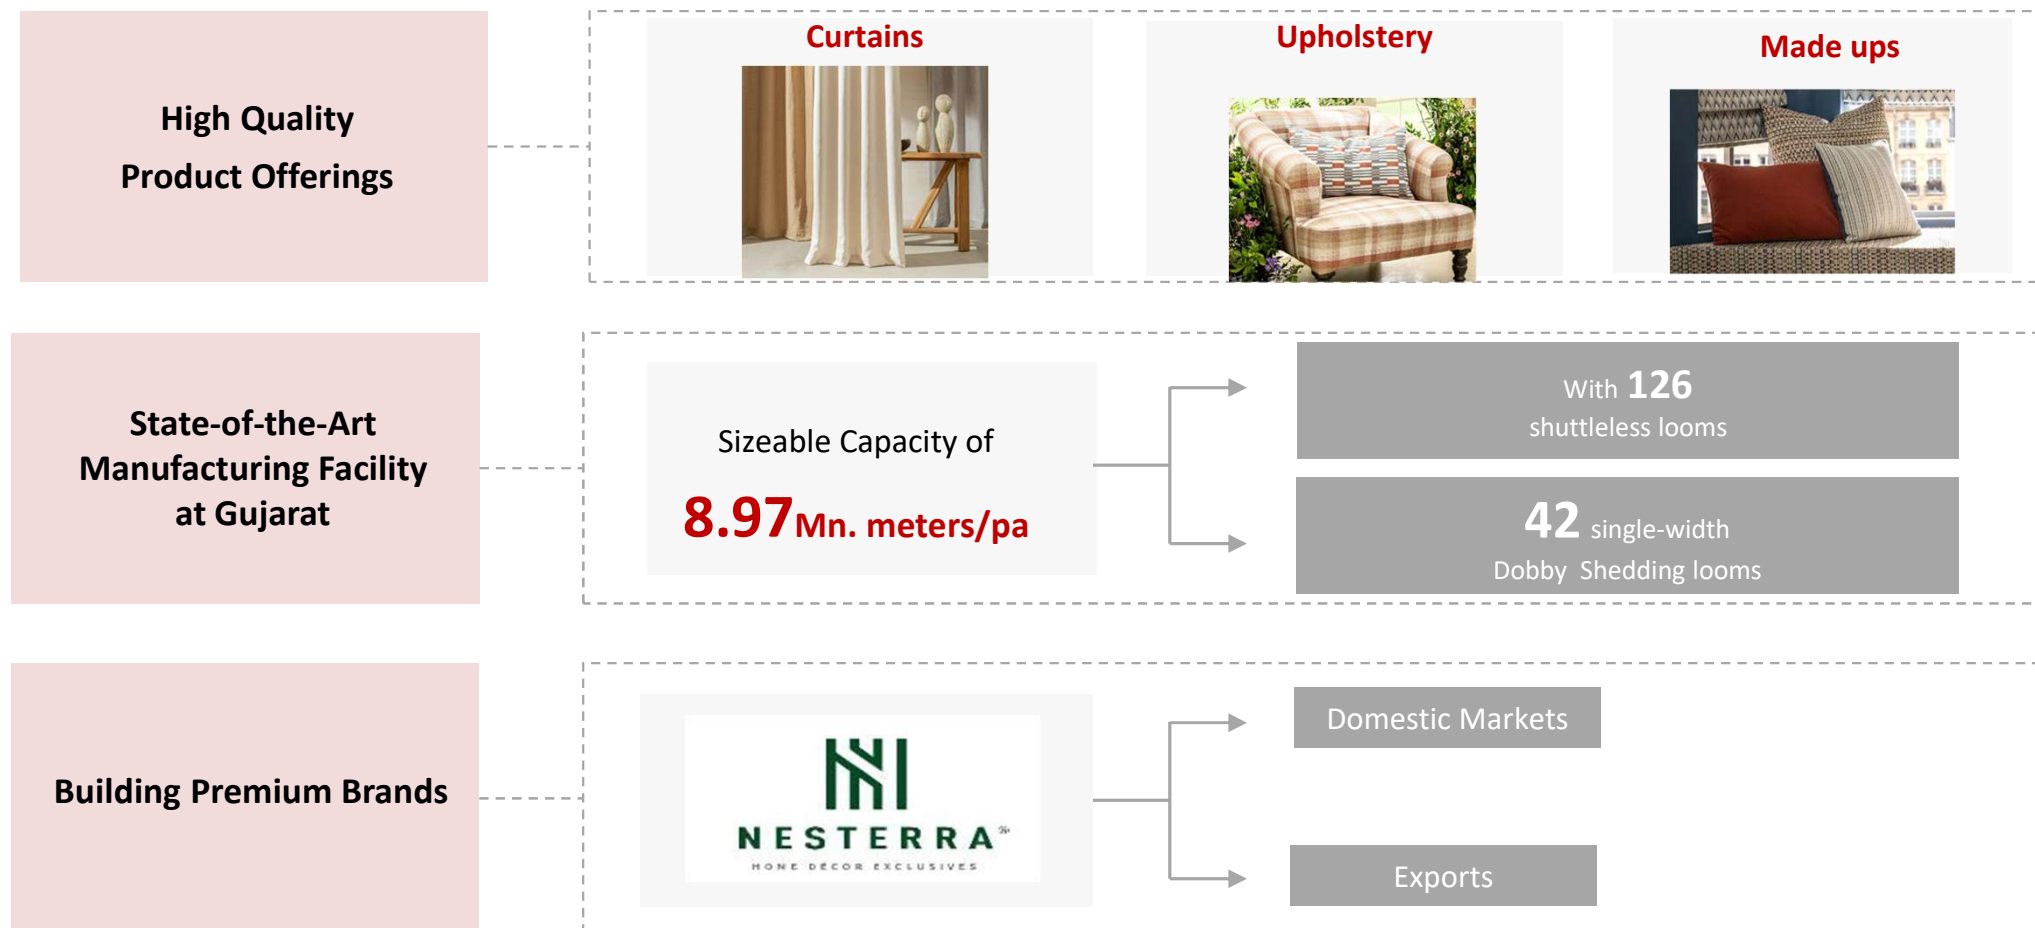 High Quality
Product Offerings
Curtains
Upholstery
Made ups
State-of-the-Art
Manufacturing Facility
at Gujarat
Sizeable Capacity of
8.97Mn. meters/pa
With 126
shuttleless looms
42 single-width
Dobby Shedding looms
Building Premium Brands
NESTERRA
HOME DÉCOR EXCLUSIVES
Domestic Markets
Exports